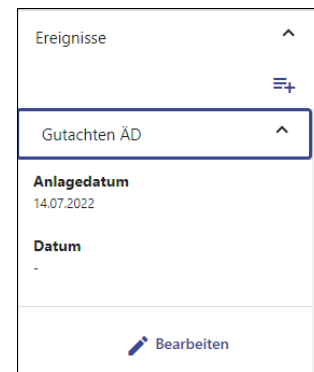 Ereignisse
Gutachten ÄD
Anlagedatum
14.07.2022
Datum
-
Bearbeiten